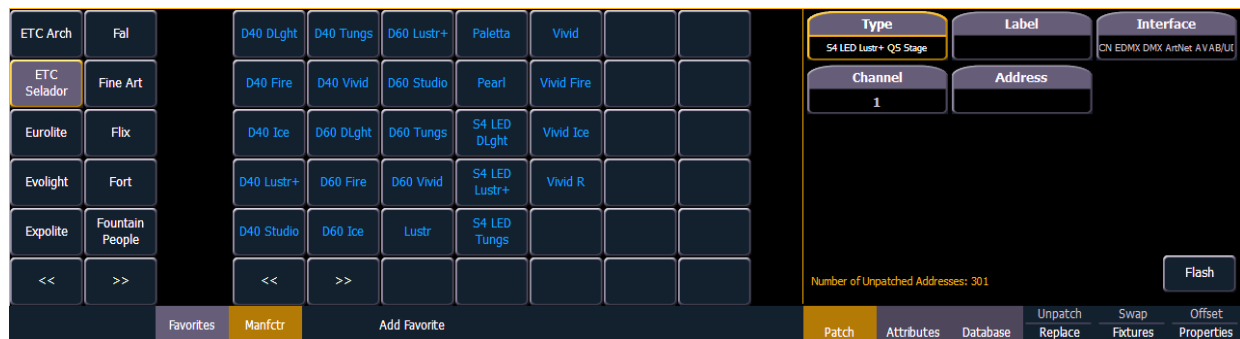 ETC Arch Fal D40 DLght D40 Tungs D60 Lustr+ Paletta Vivid
ETC Selador Fine Art D40 Fire D40 Vivid D60 Studio Pearl Vivid Fire
Eurolite Flix D40 Ice D60 DLght D60 Tungs S4 LED DLght Vivid Ice
Evolight Fort D40 Lustr+ D60 Fire D60 Vivid S4 LED Lustr+ Vivid R
Expolite Fountain People D40 Studio D60 Ice Lustr S4 LED Tungs
<< >> << >>
Favorites Manfctr Add Favorite
Type Label Interface
S4 LED Lustr+ QS Stage CN EDMX DMX ArtNet AVAB/UI
Channel Address
1
Number of Unpatched Addresses: 301 Flash
Patch Attributes Database Unpatch Swap Offset
Replace Fixtures Properties